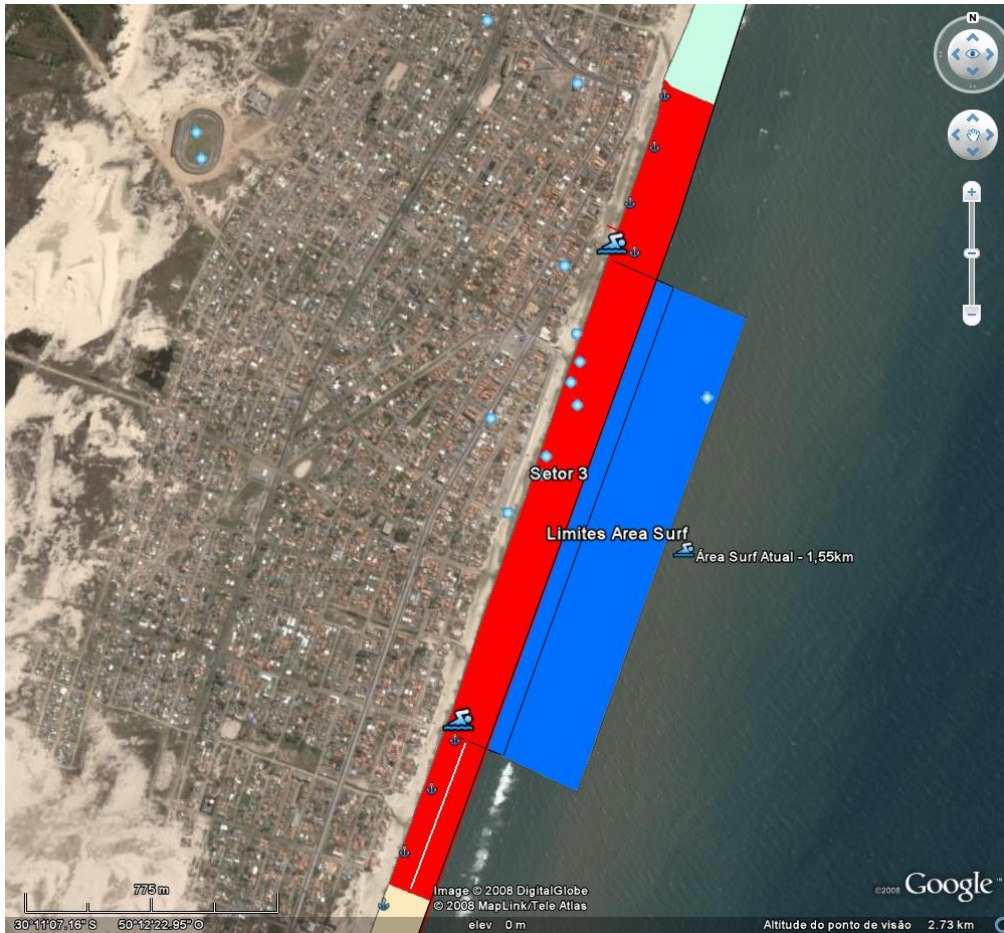 N
Setor 3
Limites Area Surf
Área Surf Atual - 1,55km
775 m
Image © 2008 DigitalGlobe
© 2008 MapLink/Tele Atlas
©2008 Google™
30°11'07.16" S 50°12'22.95" O elev 0 m Altitude do ponto de visão 2.73 km